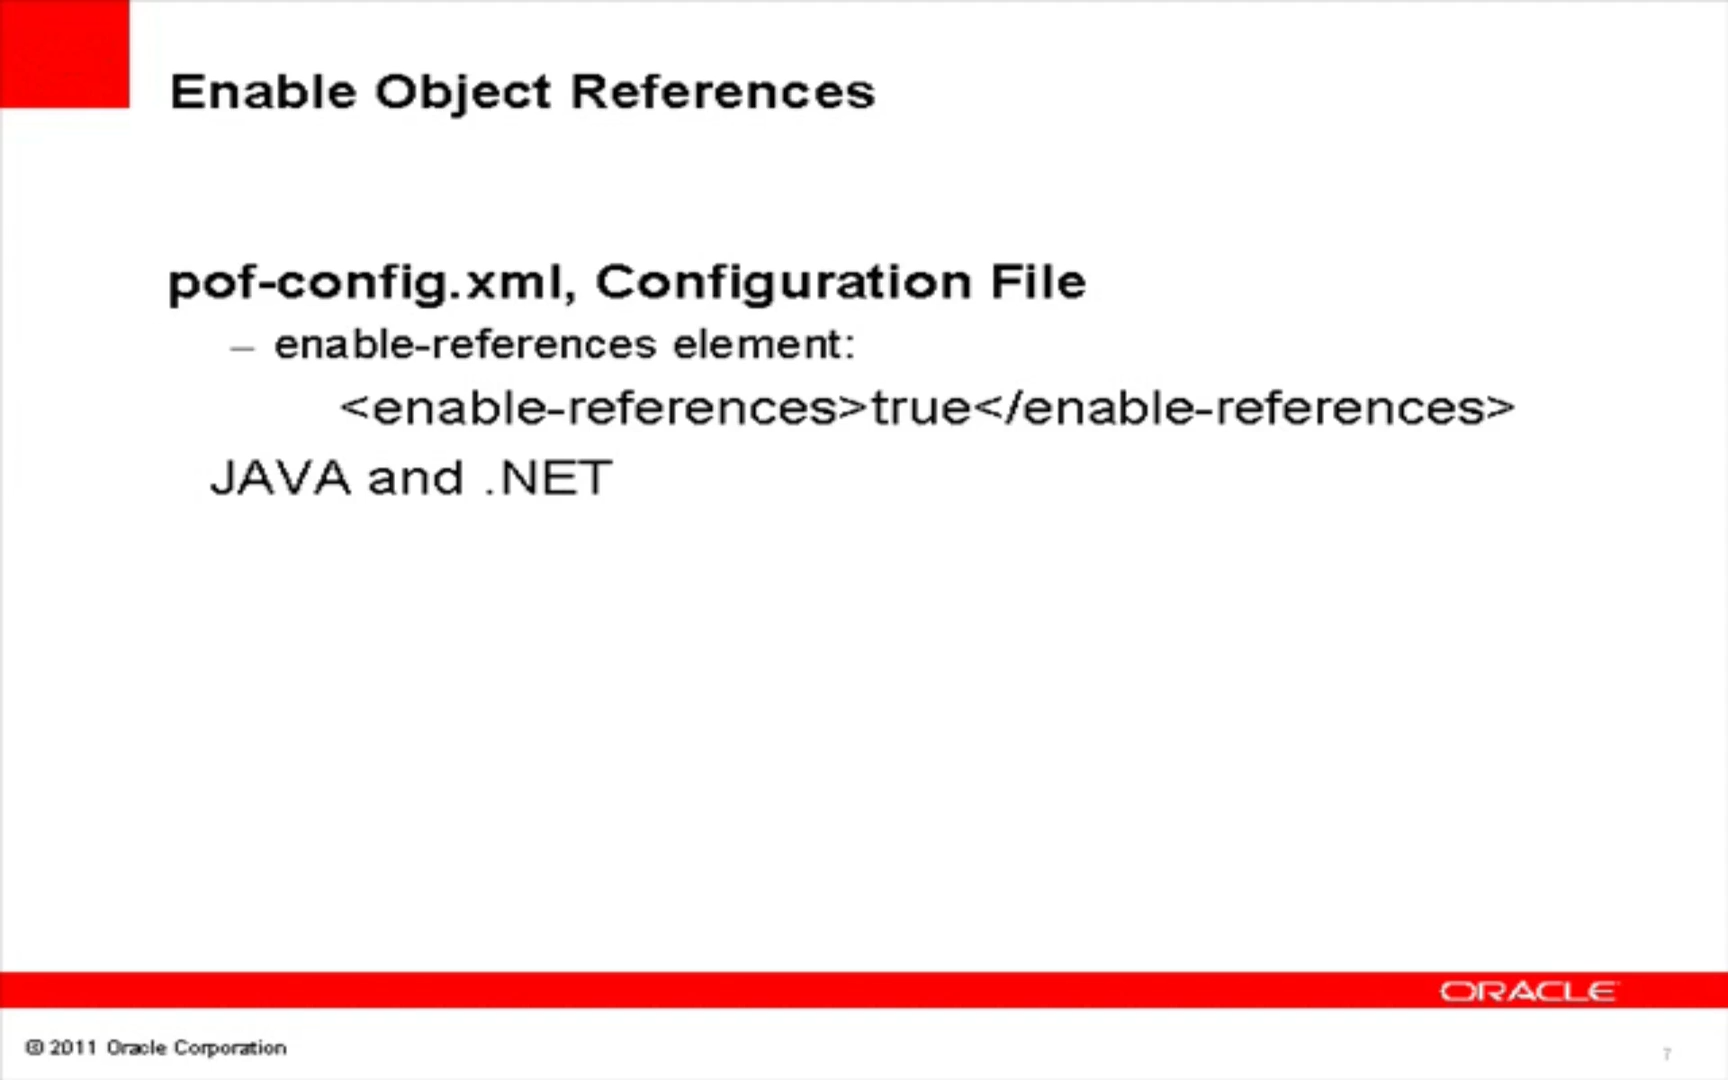 Enable Object References
pof-config.xml, Configuration File
– enable-references element:
<enable-references>true</enable-references>
JAVA and .NET
ORACLE
© 2011 Oracle Corporation
7